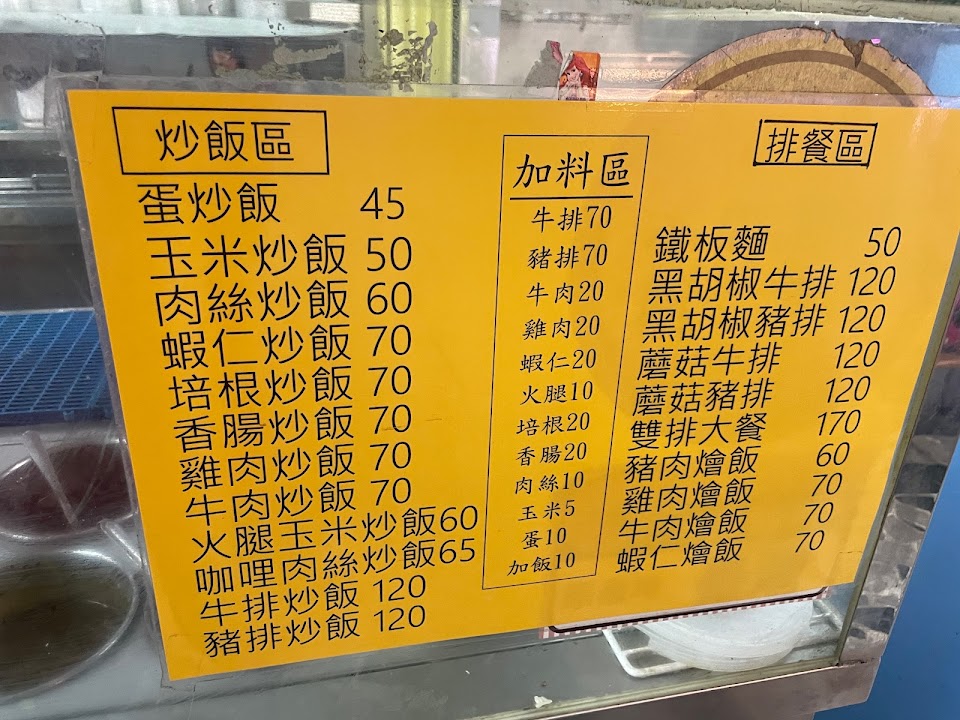 炒飯區
蛋炒飯 45
玉米炒飯 50
肉絲炒飯 60
蝦仁炒飯 70
培根炒飯 70
香腸炒飯 70
雞肉炒飯 70
牛肉炒飯 70
火腿玉米炒飯60
咖哩肉絲炒飯65
牛排炒飯 120
豬排炒飯 120
加料區
牛排70
豬排70
牛肉20
雞肉20
蝦仁20
火腿10
培根20
香腸20
肉絲10
玉米5
蛋10
加飯10
排餐區
鐵板麵 50
黑胡椒牛排 120
黑胡椒豬排 120
蘑菇牛排 120
蘑菇豬排 120
雙排大餐 170
豬肉燴飯 60
雞肉燴飯 70
牛肉燴飯 70
蝦仁燴飯 70